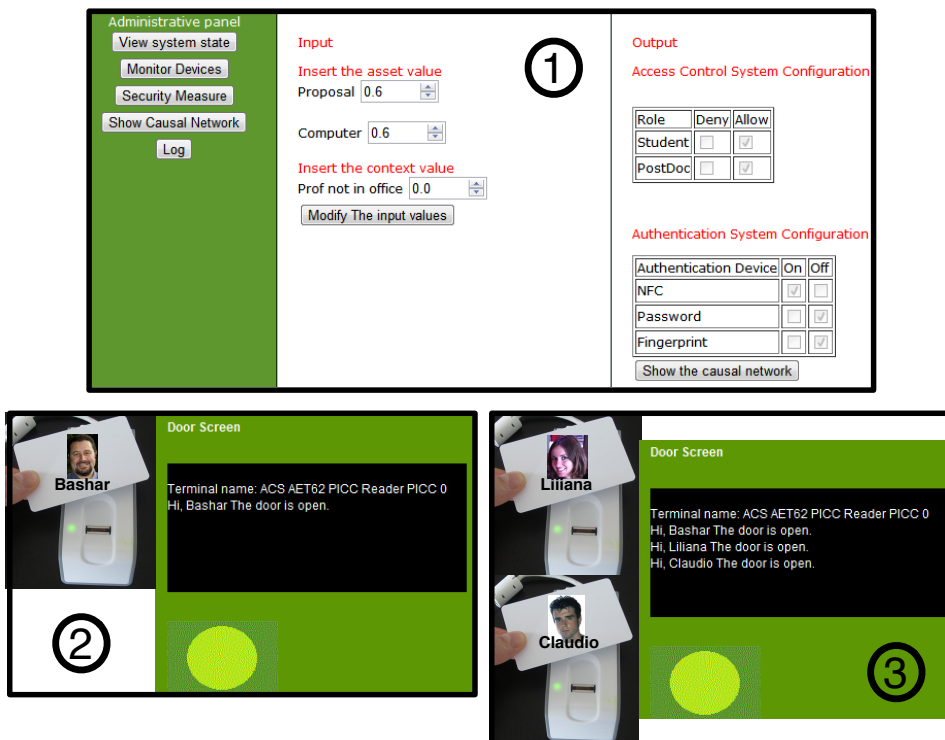 Administrative panel
View system state
Monitor Devices
Security Measure
Show Causal Network
Log
Input
Insert the asset value
Proposal 0.6
Computer 0.6
Insert the context value
Prof not in office 0.0
Modify The input values
1
Output
Access Control System Configuration
Role Deny Allow
Student
PostDoc
Authentication System Configuration
Authentication Device On Off
NFC
Password
Fingerprint
Show the causal network
Bashar
2
Door Screen
Terminal name: ACS AET62 PICC Reader PICC 0
Hi, Bashar The door is open.
Liliana
Claudio
Door Screen
Terminal name: ACS AET62 PICC Reader PICC 0
Hi, Bashar The door is open.
Hi, Liliana The door is open.
Hi, Claudio The door is open.
3